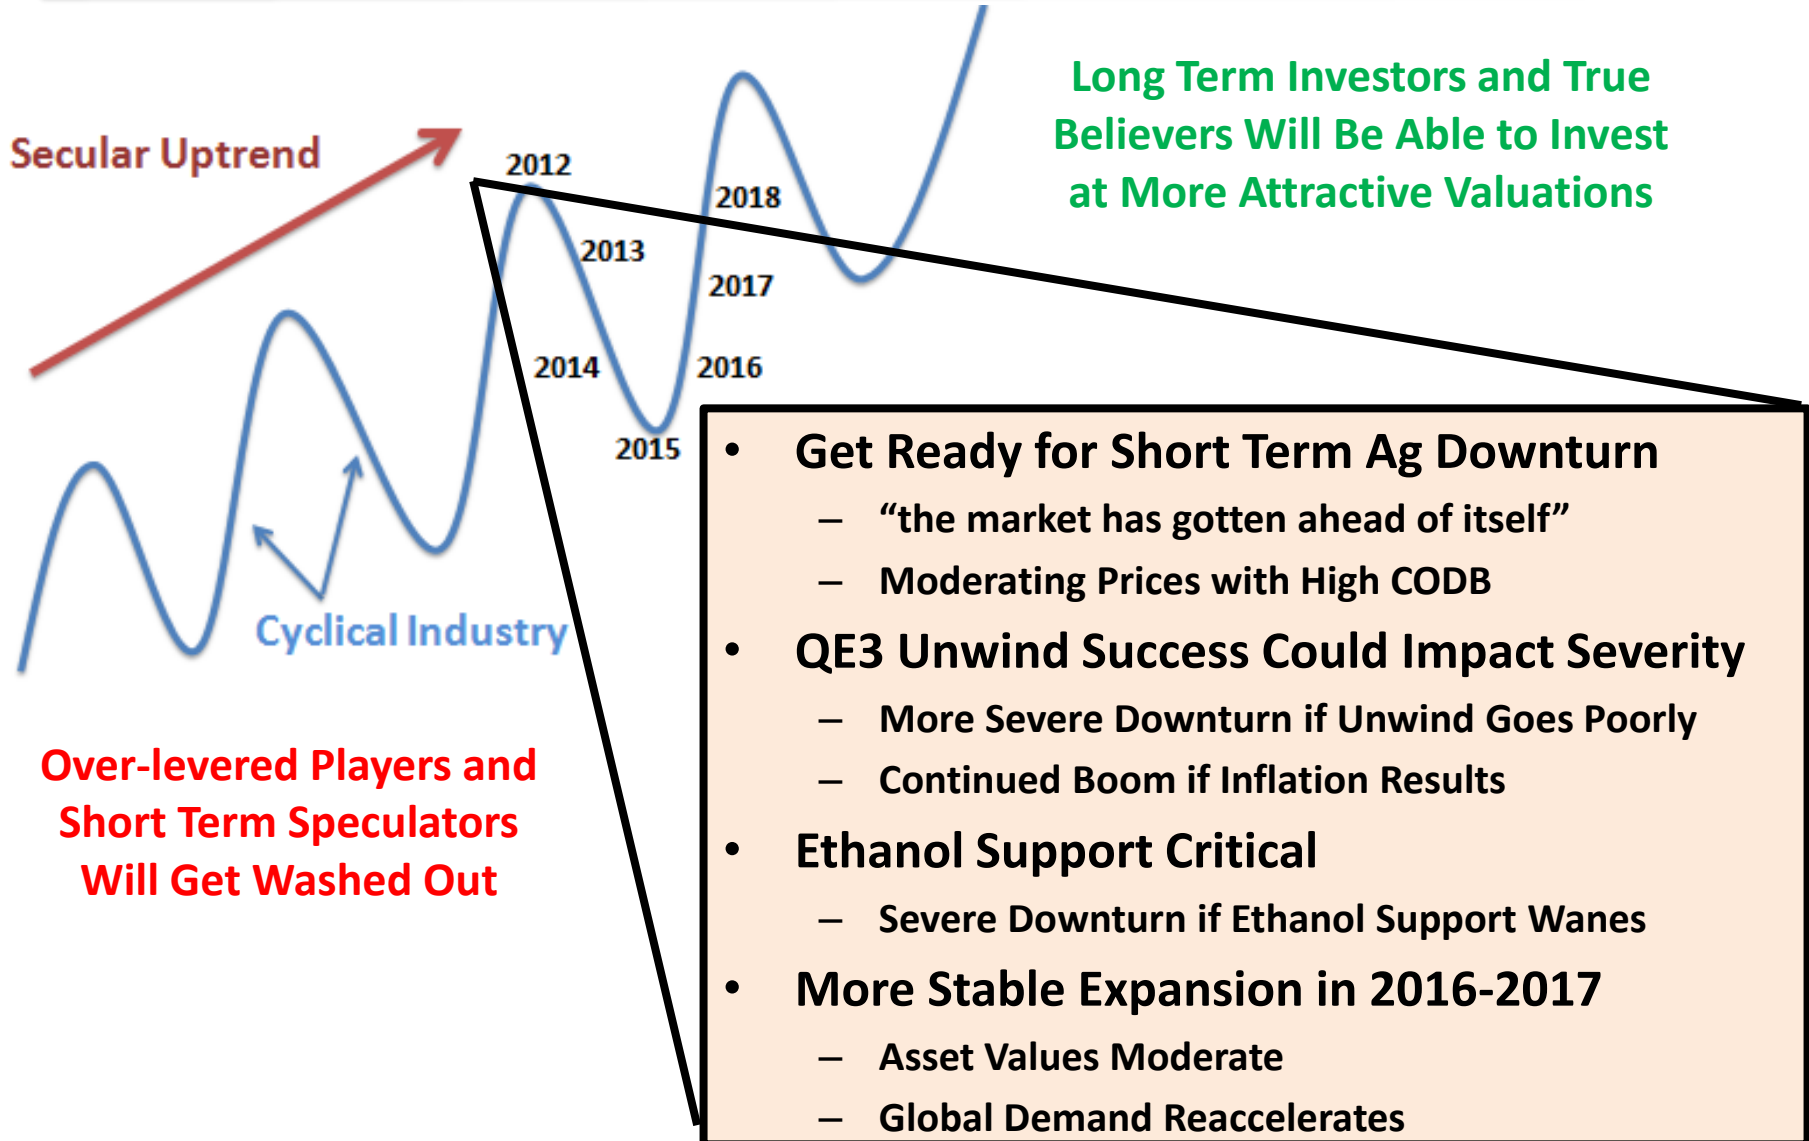 Long Term Investors and True
Believers Will Be Able to Invest
at More Attractive Valuations
Secular Uptrend
2012
2018
2013
2017
2014
2016
2015
Cyclical Industry
Over-levered Players and
Short Term Speculators
Will Get Washed Out
• Get Ready for Short Term Ag Downturn
– “the market has gotten ahead of itself”
– Moderating Prices with High CODB
• QE3 Unwind Success Could Impact Severity
– More Severe Downturn if Unwind Goes Poorly
– Continued Boom if Inflation Results
• Ethanol Support Critical
– Severe Downturn if Ethanol Support Wanes
• More Stable Expansion in 2016-2017
– Asset Values Moderate
– Global Demand Reaccelerates